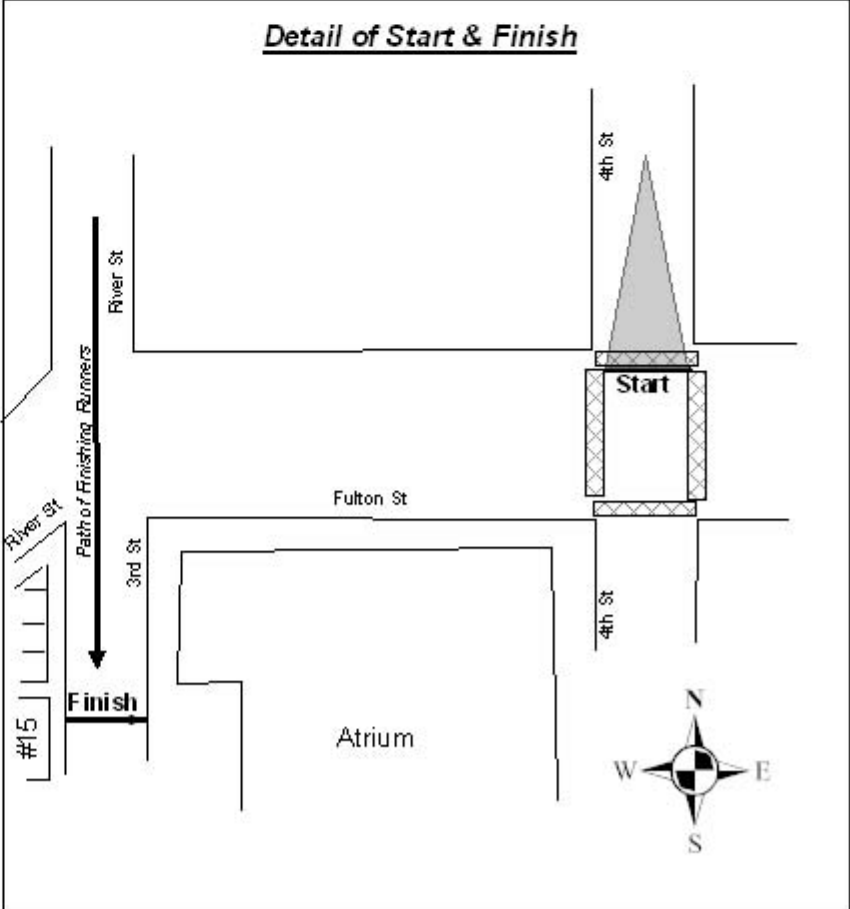 Detail of Start & Finish
4th St
River St
Start
Path of Finishing Runners
Fulton St
River St
3rd St
4th St
Finish
#15
Atrium
N
W
E
S